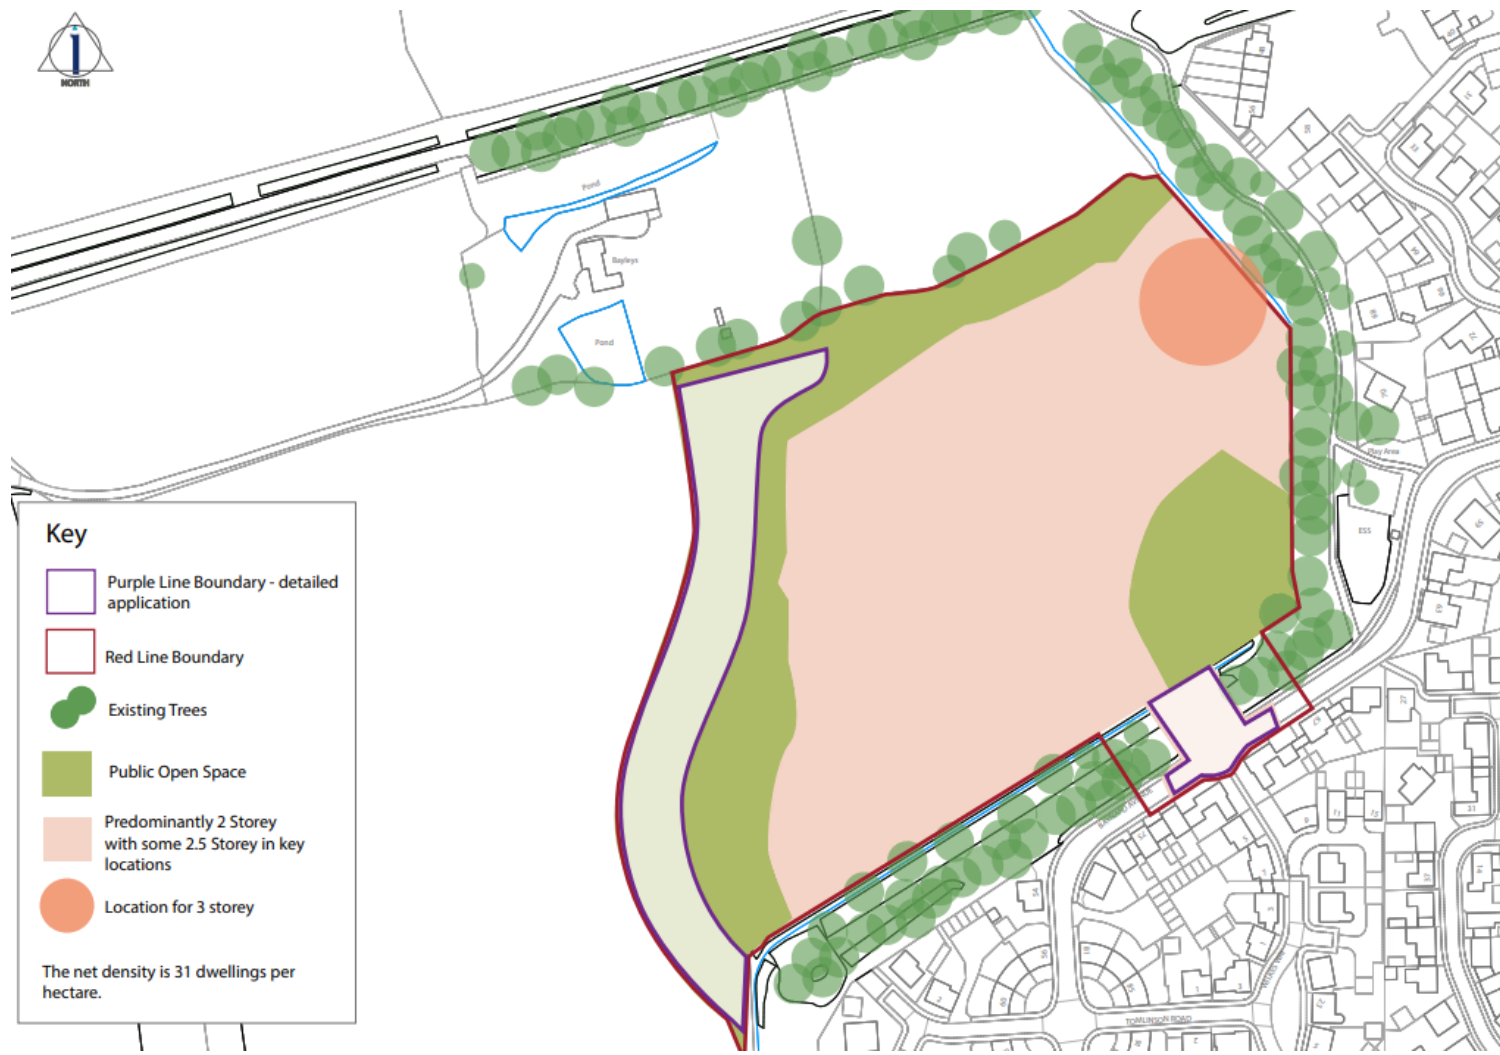 NORTH
Pond
Bayleys
Pond
Play Area
ESS
Key
Purple Line Boundary - detailed
application
Red Line Boundary
Existing Trees
Public Open Space
Predominantly 2 Storey
with some 2.5 Storey in key
locations
Location for 3 storey
The net density is 31 dwellings per
hectare.
TOMLINSON ROAD